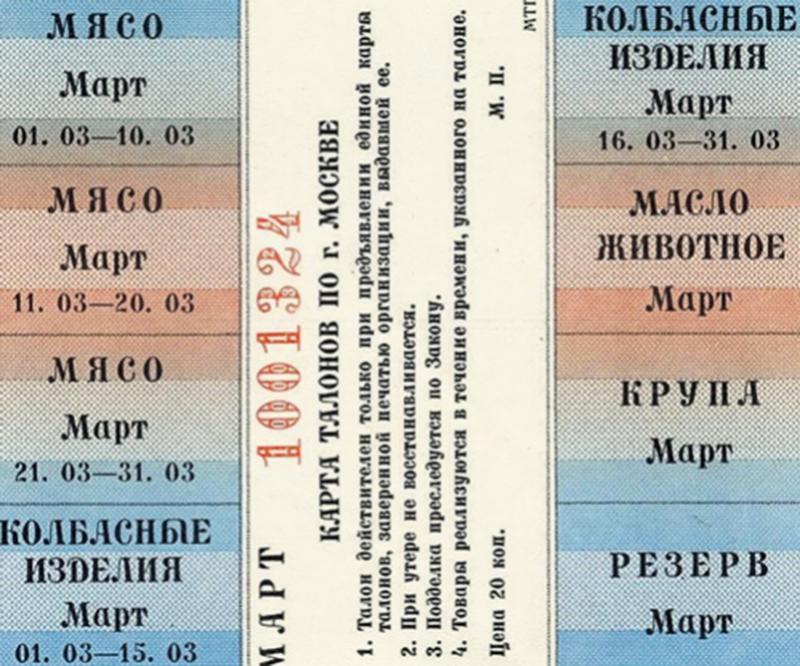 МЯСО
Март
01. 03—10. 03
МЯСО
Март
11. 03—20. 03
МЯСО
Март
21. 03—31. 03
КОЛБАСНЫЕ
ИЗДЕЛИЯ
Март
01. 03—15. 03
МАРТ
1001324
КАРТА ТАЛОНОВ ПО г. МОСКВЕ
1. Талон действителен только при предъявлении единой карты
талонов, заверенной печатью организации, выдавшей ее.
2. При утере не восстанавливается.
3. Подделка преследуется по Закону.
4. Товары реализуются в течение времени, указанного на талоне.
Цена 20 коп. М. П.
МТГ
КОЛБАСНЫЕ
ИЗДЕЛИЯ
Март
16. 03—31. 03
МАСЛО
ЖИВОТНОЕ
Март
КРУПА
Март
РЕЗЕРВ
Март